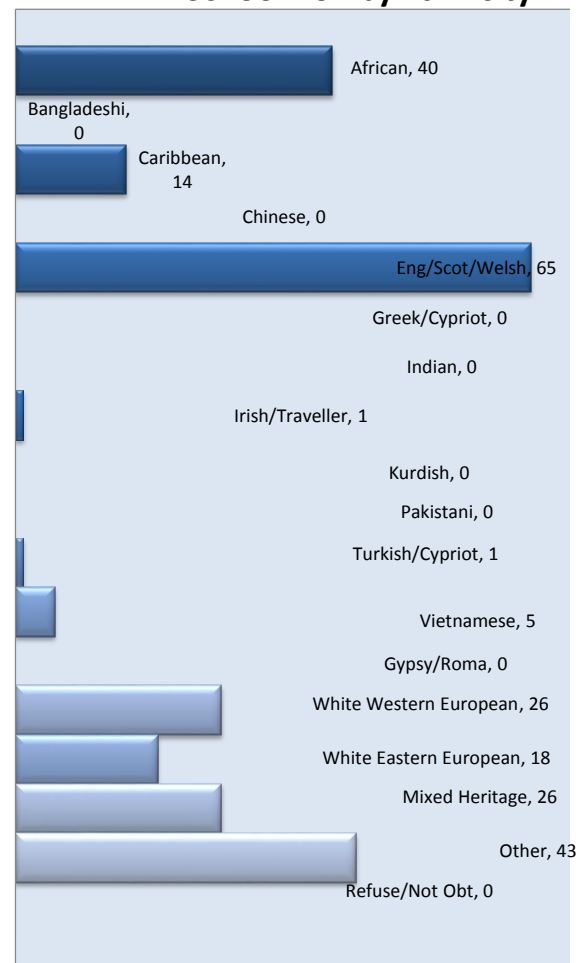 African, 40
Bangladeshi,
0
Caribbean,
14
Chinese, 0
Eng/Scot/Welsh, 65
Greek/Cypriot, 0
Indian, 0
Irish/Traveller, 1
Kurdish, 0
Pakistani, 0
Turkish/Cypriot, 1
Vietnamese, 5
Gypsy/Roma, 0
White Western European, 26
White Eastern European, 18
Mixed Heritage, 26
Other, 43
Refuse/Not Obt, 0